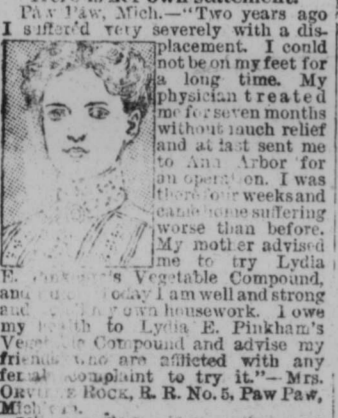 Paw Paw, Mich.—"Two years ago
I suffered very severely with a dis-
placement. I could
not be on my feet for
a long time. My
physician treated
me for seven months
without much relief
and at last sent me
to Ann Arbor for
an operation. I was
there four weeks and
came home suffering
worse than before.
My mother advised
me to try Lydia
E. Pinkham's Vegetable Compound,
and Today I am well and strong
and own housework. I owe
my health to Lydia E. Pinkham's
Vegetable Compound and advise my
friends who are afflicted with any
female complaint to try it."—Mrs.
ROCK, R. R. No. 5, Paw Paw,
Michigan.